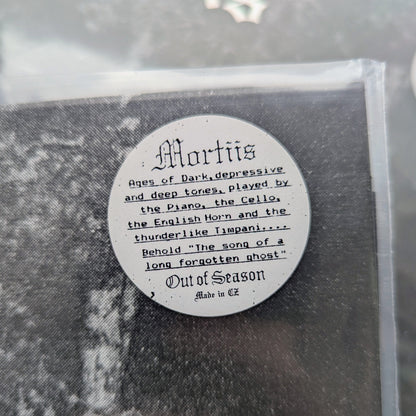 Mortiis
Ages of Dark, depressive
and deep tones, played by
the Piano, the Cello,
the English Horn and the
thunderlike Timpani....
Behold "The song of a
long forgotten ghost"
Out of Season
Made in CZ